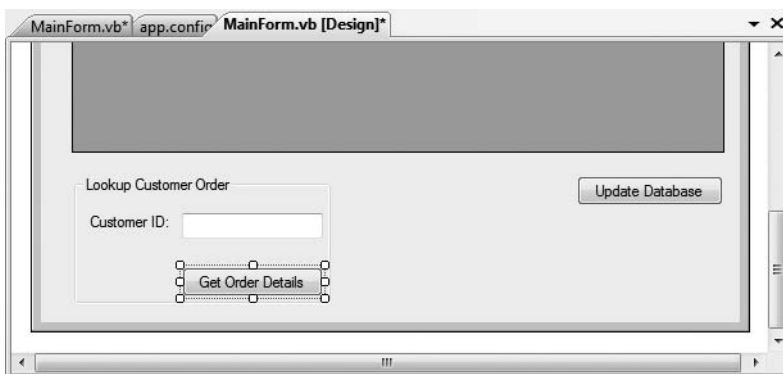 MainForm.vb* app.config MainForm.vb [Design]*
Lookup Customer Order
Update Database
Customer ID:
Get Order Details